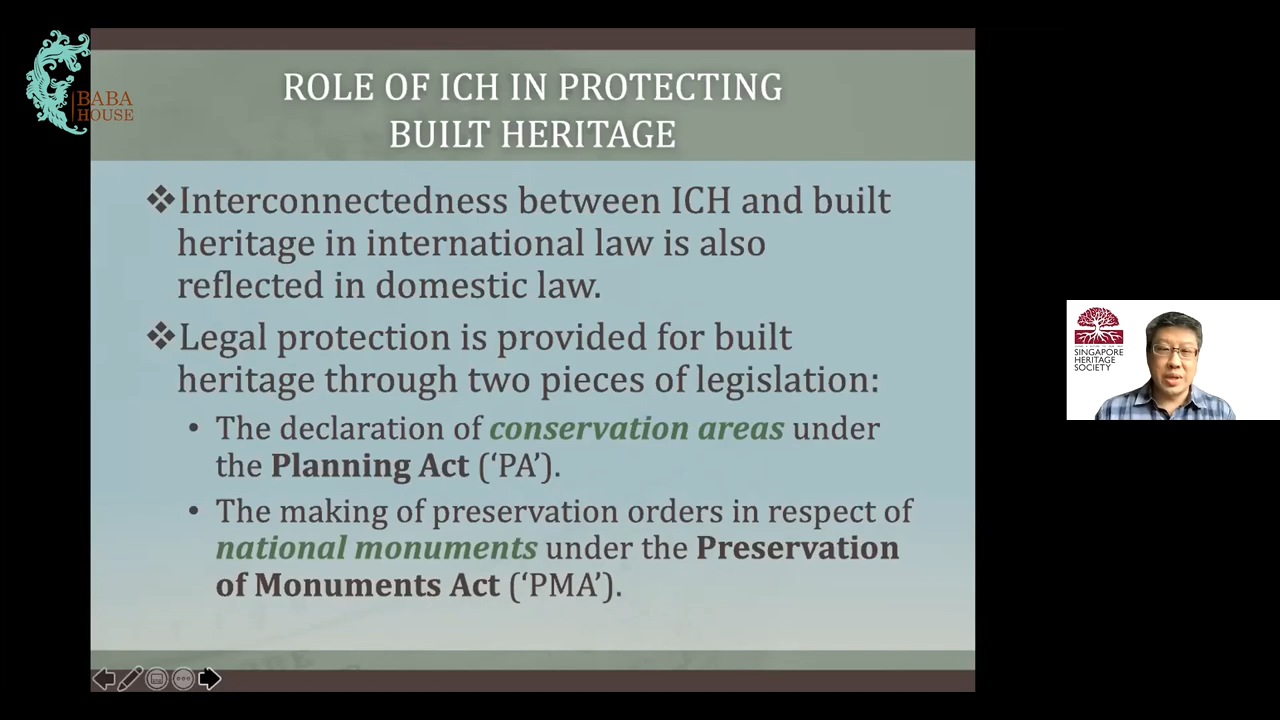 BABA
HOUSE
ROLE OF ICH IN PROTECTING
BUILT HERITAGE
❖Interconnectedness between ICH and built
heritage in international law is also
reflected in domestic law.
❖Legal protection is provided for built
heritage through two pieces of legislation:
• The declaration of conservation areas under
the Planning Act (‘PA’).
• The making of preservation orders in respect of
national monuments under the Preservation
of Monuments Act (‘PMA’).
SINGAPORE
HERITAGE
SOCIETY